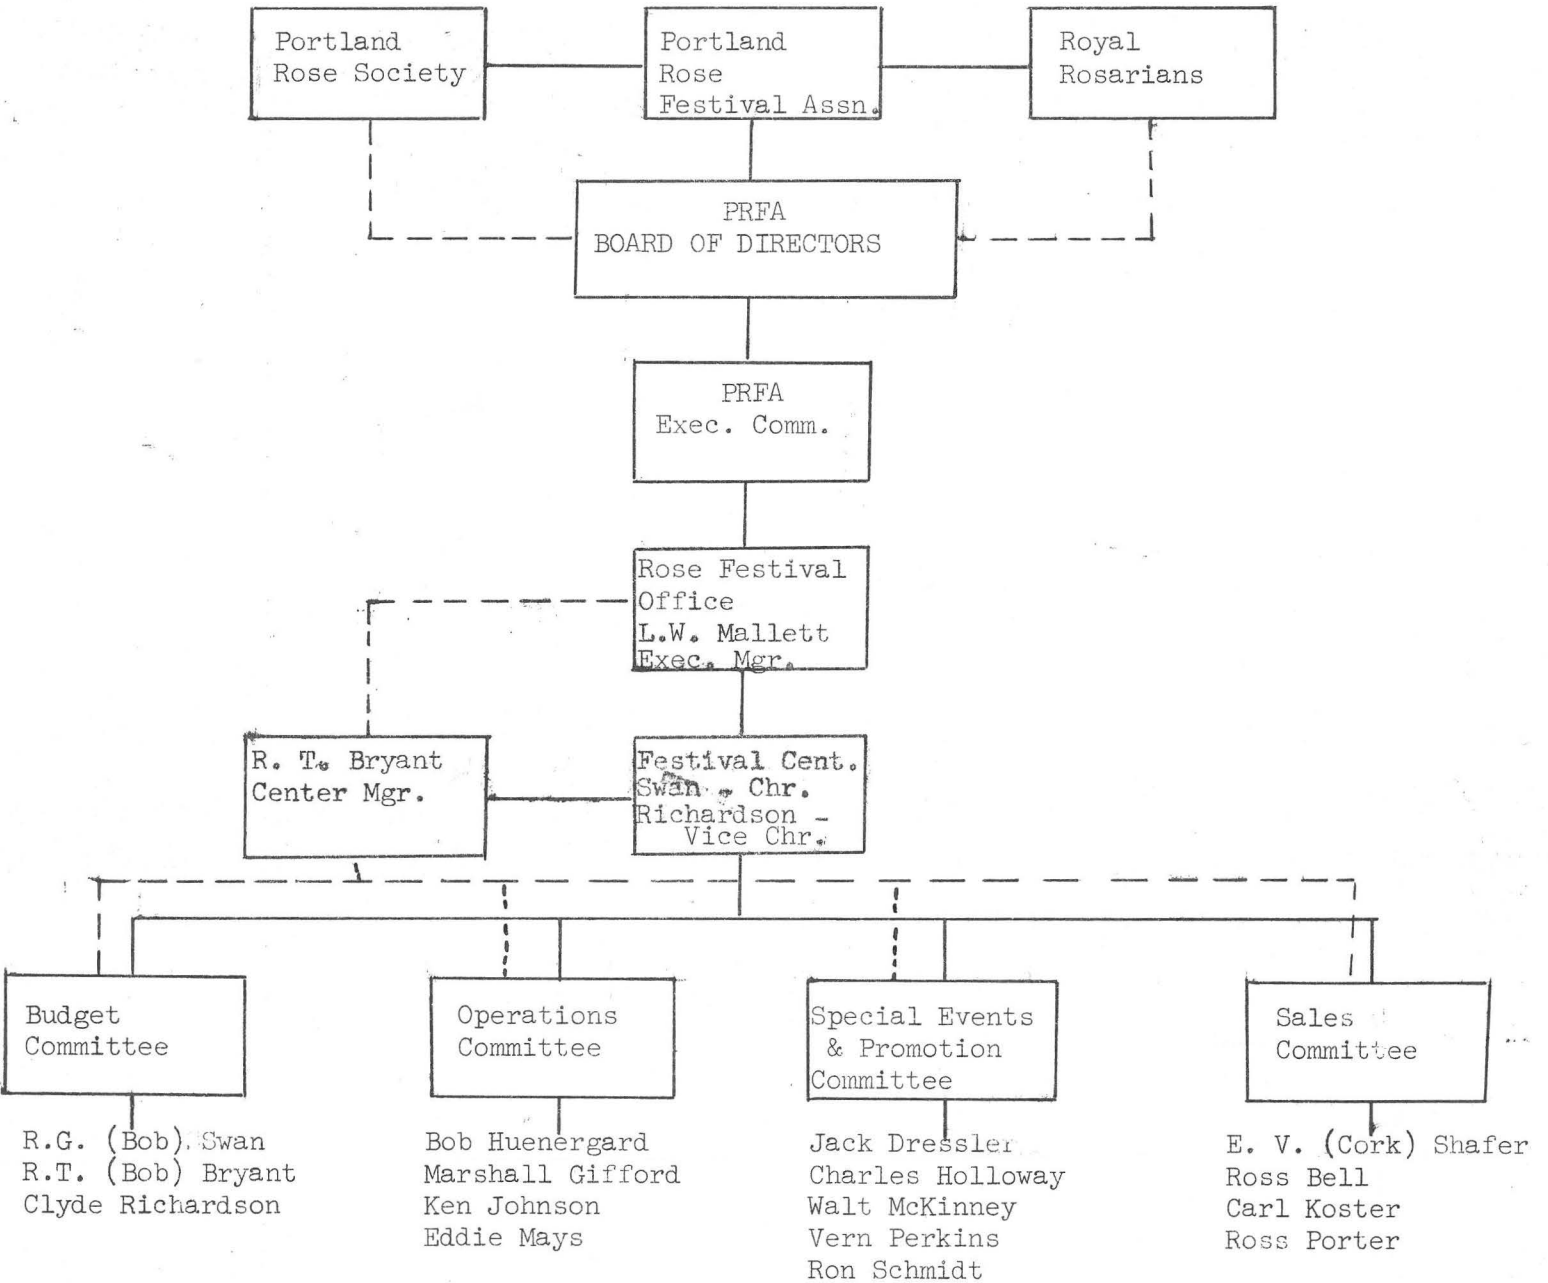 Portland
Rose Society
Portland
Rose
Festival Assn.
Royal
Rosarians
PRFA
BOARD OF DIRECTORS
PRFA
Exec. Comm.
Rose Festival
Office
L.W. Mallett
Exec. Mgr.
R. T. Bryant
Center Mgr.
Festival Cent.
Swan - Chr.
Richardson -
Vice Chr.
Budget
Committee
Operations
Committee
Special Events
& Promotion
Committee
Sales
Committee
R.G. (Bob) Swan
R.T. (Bob) Bryant
Clyde Richardson
Bob Huenergard
Marshall Gifford
Ken Johnson
Eddie Mays
Jack Dressler
Charles Holloway
Walt McKinney
Vern Perkins
Ron Schmidt
E. V. (Cork) Shafer
Ross Bell
Carl Koster
Ross Porter